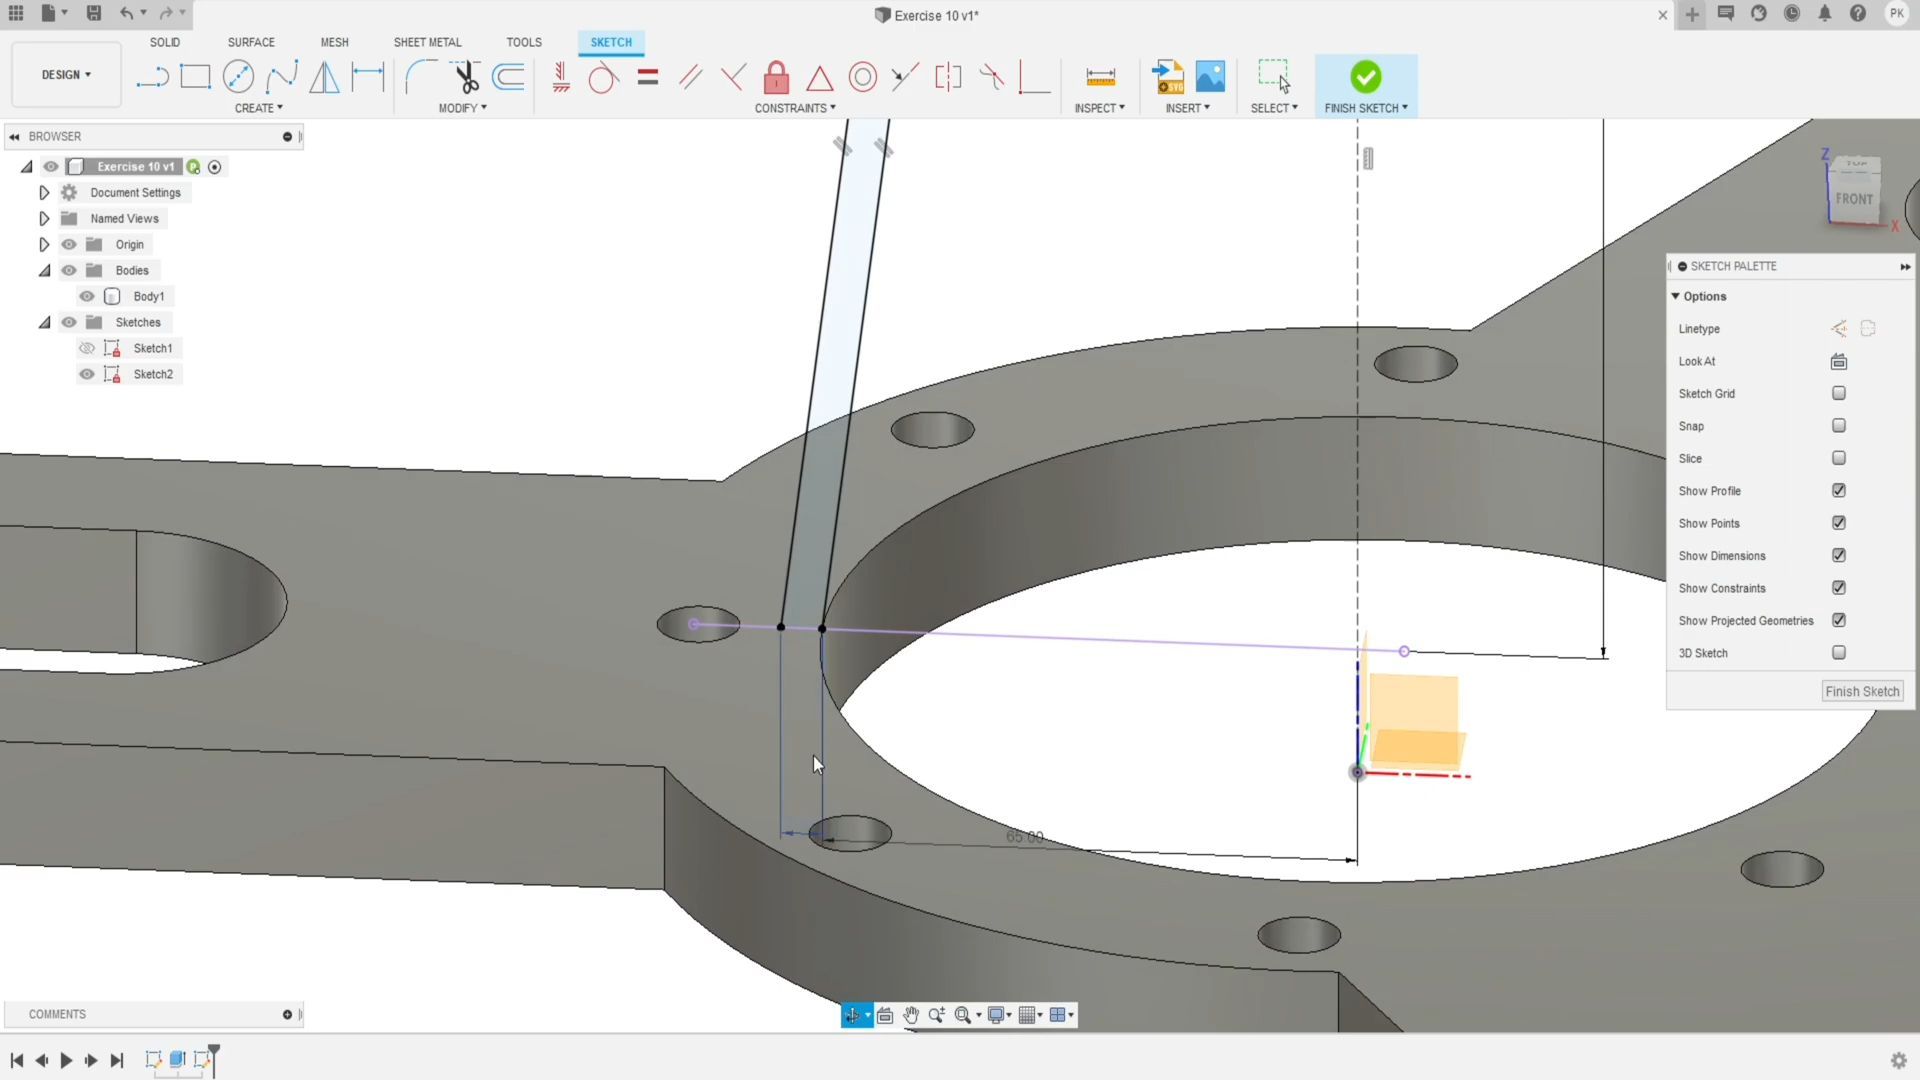 Exercise 10 v1*
PK
DESIGN
SOLID
SURFACE
MESH
SHEET METAL
TOOLS
SKETCH
CREATE
MODIFY
CONSTRAINTS
INSPECT
INSERT
SELECT
FINISH SKETCH
BROWSER
Exercise 10 v1
Document Settings
Named Views
Origin
Bodies
Body1
Sketches
Sketch1
Sketch2
Z
TOP
FRONT
X
SKETCH PALETTE
Options
Linetype
Look At
Sketch Grid
Snap
Slice
Show Profile
Show Points
Show Dimensions
Show Constraints
Show Projected Geometries
3D Sketch
Finish Sketch
65.00
COMMENTS